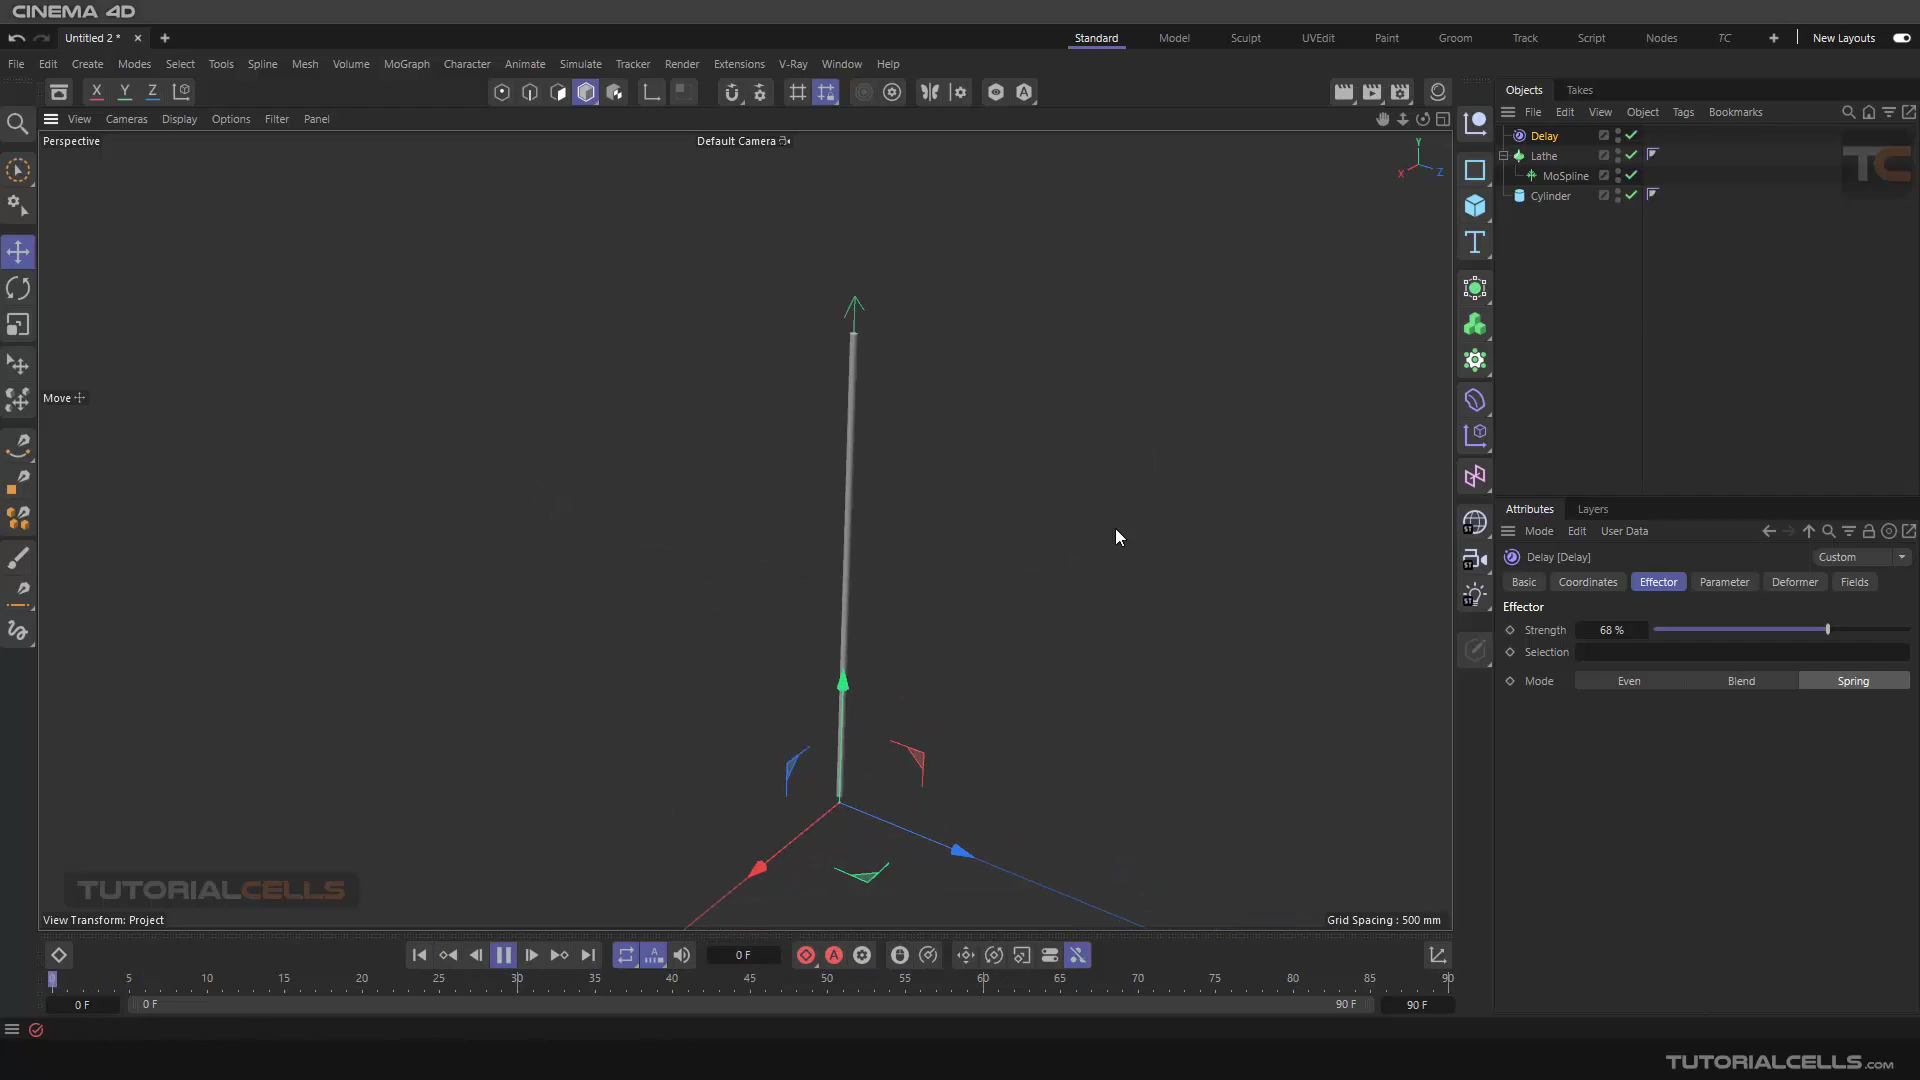 CINEMA 4D
Untitled 2 *
Standard
Model
Sculpt
UVEdit
Paint
Groom
Track
Script
Nodes
TC
New Layouts
File Edit Create Modes Select Tools Spline Mesh Volume MoGraph Character Animate Simulate Tracker Render Extensions V-Ray Window Help
X Y Z
Objects Takes
View Cameras Display Options Filter Panel
File Edit View Object Tags Bookmarks
Perspective
Default Camera
Y
X
Z
Delay
Lathe
MoSpline
Cylinder
TC
Move
Attributes Layers
Mode Edit User Data
Delay [Delay]
Custom
Basic Coordinates Effector Parameter Deformer Fields
Effector
Strength 68 %
Selection
Mode Even Blend Spring
TUTORIALCELLS
View Transform: Project
Grid Spacing : 500 mm
0 F
0 5 10 15 20 25 30 35 40 45 50 55 60 65 70 75 80 85 90
0 F
0 F
90 F
90 F
TUTORIALCELLS.COM